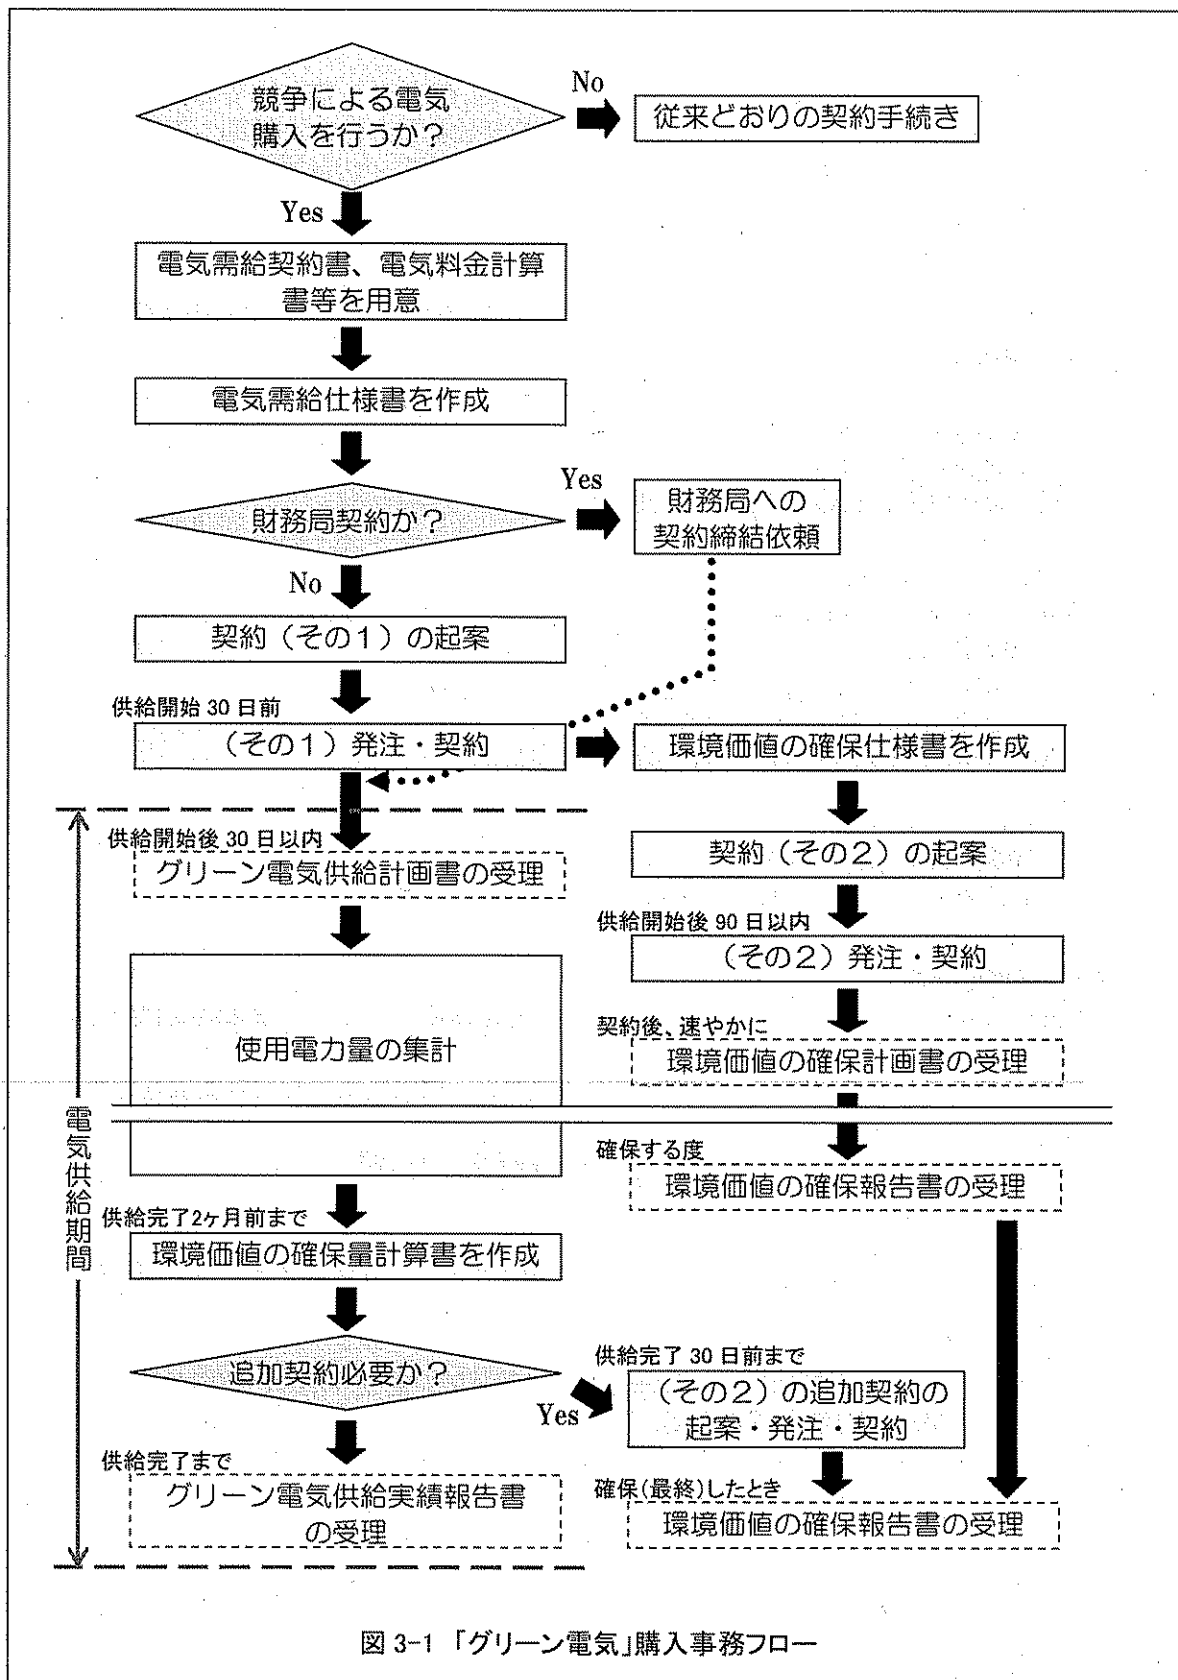 競争による電気
購入を行うか？
No
従来どおりの契約手続き
Yes
電気需給契約書、電気料金計算
書等を用意
電気需給仕様書を作成
財務局契約か？
Yes
財務局への
契約締結依頼
No
契約（その１）の起案
供給開始 30 日前
（その１）発注・契約
環境価値の確保仕様書を作成
供給開始後 30 日以内
グリーン電気供給計画書の受理
契約（その２）の起案
供給開始後 90 日以内
（その２）発注・契約
使用電力量の集計
契約後、速やかに
環境価値の確保計画書の受理
電気供給期間
確保する度
環境価値の確保報告書の受理
供給完了2ヶ月前まで
環境価値の確保量計算書を作成
追加契約必要か？
Yes
供給完了 30 日前まで
（その２）の追加契約の
起案・発注・契約
供給完了まで
グリーン電気供給実績報告書
の受理
確保(最終)したとき
環境価値の確保報告書の受理
図 3-1 「グリーン電気」購入事務フロー